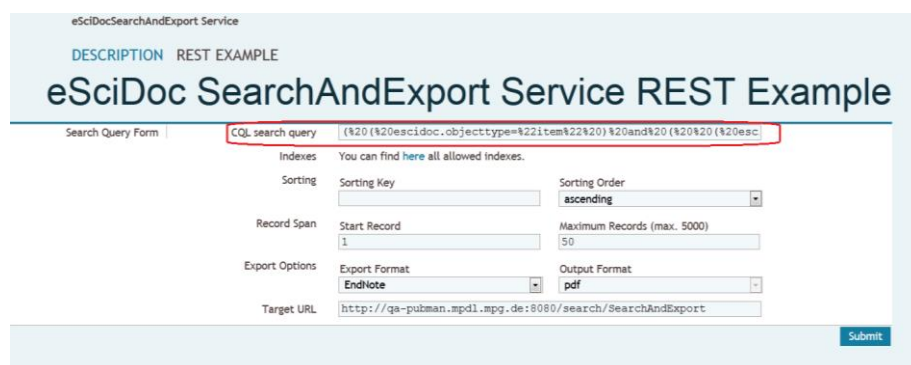 eSciDocSearchAndExport Service
DESCRIPTION REST EXAMPLE
eSciDoc SearchAndExport Service REST Example
Search Query Form CQL search query (%20(%20escidoc.objecttype=%22item%22%20)%20and%20(%20%20(%20esc
Indexes You can find here all allowed indexes.
Sorting Sorting Key Sorting Order
ascending
Record Span Start Record Maximum Records (max. 5000)
1 50
Export Options Export Format Output Format
EndNote pdf
Target URL http://qa-pubman.mpdl.mpg.de:8080/search/SearchAndExport
Submit